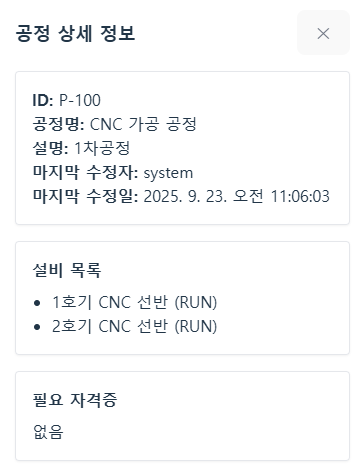 공정 상세 정보
ID: P-100
공정명: CNC 가공 공정
설명: 1차공정
마지막 수정자: system
마지막 수정일: 2025. 9. 23. 오전 11:06:03
설비 목록
• 1호기 CNC 선반 (RUN)
• 2호기 CNC 선반 (RUN)
필요 자격증
없음